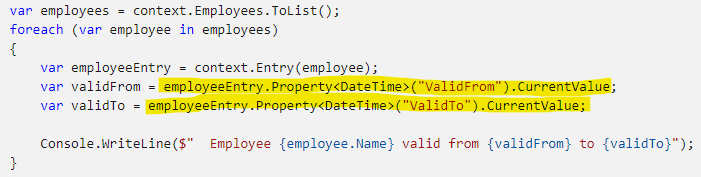 var employees = context.Employees.ToList();
foreach (var employee in employees)
{
    var employeeEntry = context.Entry(employee);
    var validFrom = employeeEntry.Property<DateTime>("ValidFrom").CurrentValue;
    var validTo = employeeEntry.Property<DateTime>("ValidTo").CurrentValue;

    Console.WriteLine($"  Employee {employee.Name} valid from {validFrom} to {validTo}");
}